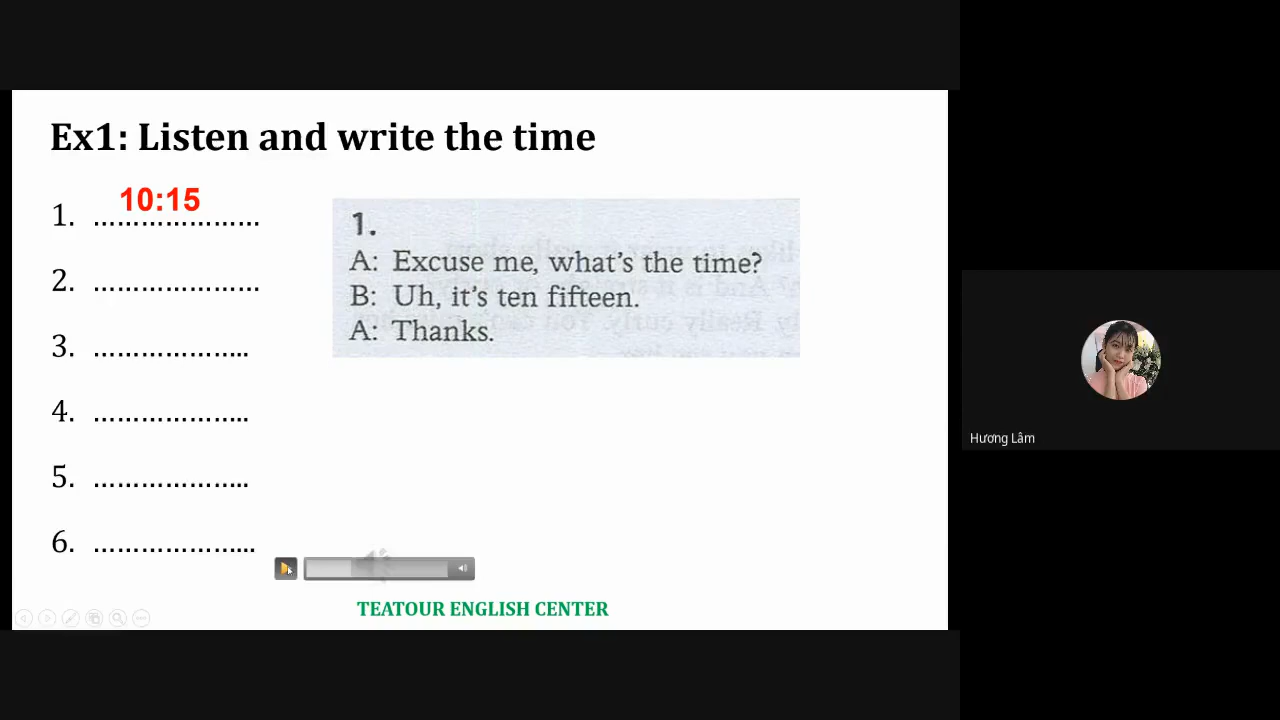 Ex1: Listen and write the time
10:15
1. .....................
2. .....................
3. .....................
4. .....................
5. .....................
6. .....................
1.
A: Excuse me, what's the time?
B: Uh, it's ten fifteen.
A: Thanks.
TEATOUR ENGLISH CENTER
Hương Lâm